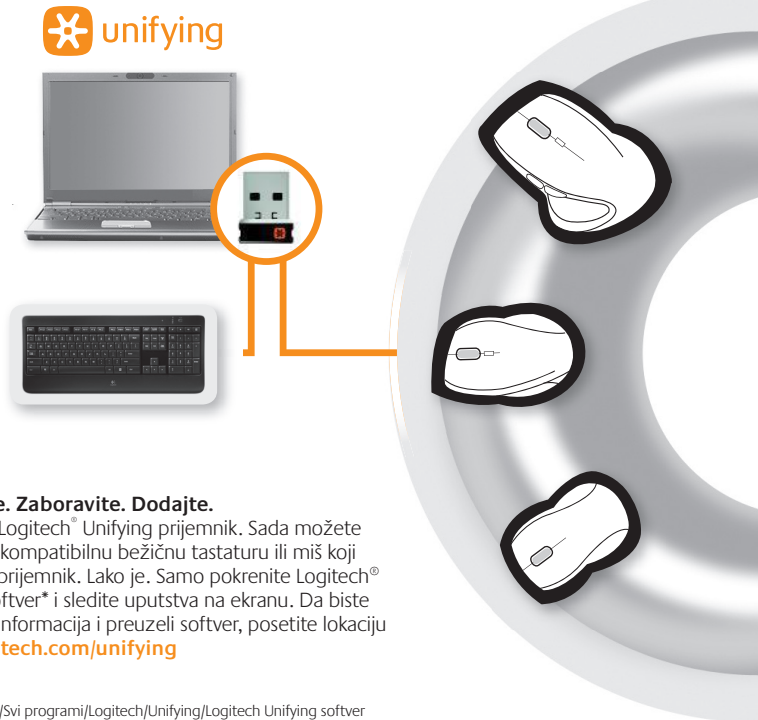 unifying
e. Zaboravite. Dodajte.
Logitech® Unifying prijemnik. Sada možete
kompatibilnu bežičnu tastaturu ili miš koji
prijemnik. Lako je. Samo pokrenite Logitech®
ftver* i sledite uputstva na ekranu. Da biste
nformacija i preuzeli softver, posetite lokaciju
tech.com/unifying
/Svi programi/Logitech/Unifying/Logitech Unifying softver